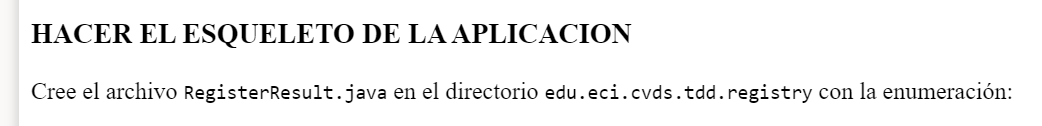 HACER EL ESQUELETO DE LA APLICACION
Cree el archivo RegisterResult.java en el directorio edu.eci.cvds.tdd.registry con la enumeración: